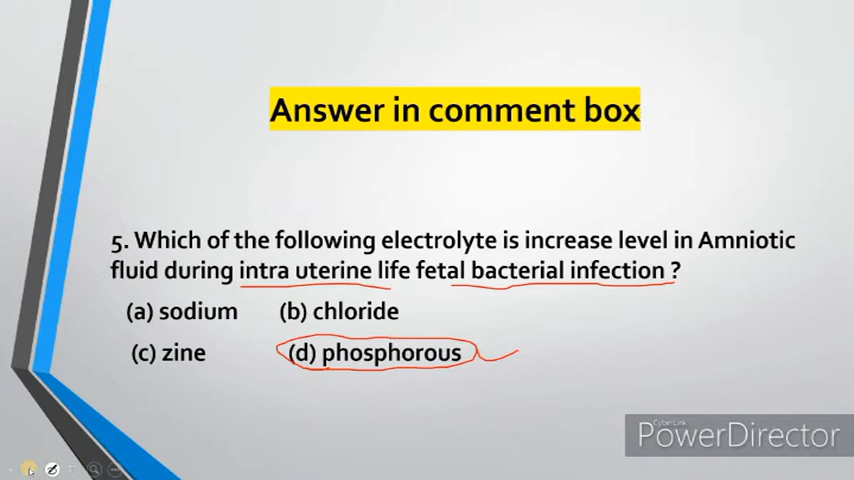 Answer in comment box
5. Which of the following electrolyte is increase level in Amniotic
fluid during intra uterine life fetal bacterial infection ?
(a) sodium (b) chloride
(c) zine (d) phosphorous
CyberLink
PowerDirector